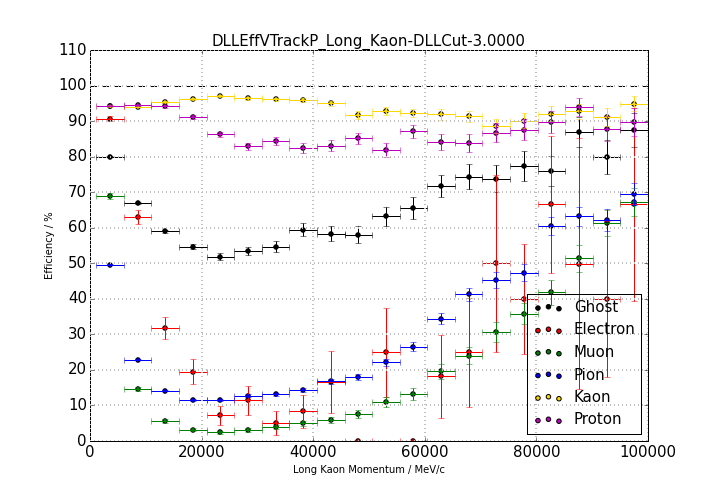 DLLEffVTrackP_Long_Kaon-DLLCut-3.0000
110
100
90
80
70
60
50
40
30
20
10
0
Efficiency / %
Ghost
Electron
Muon
Pion
Kaon
Proton
0 20000 40000 60000 80000 100000
Long Kaon Momentum / MeV/c